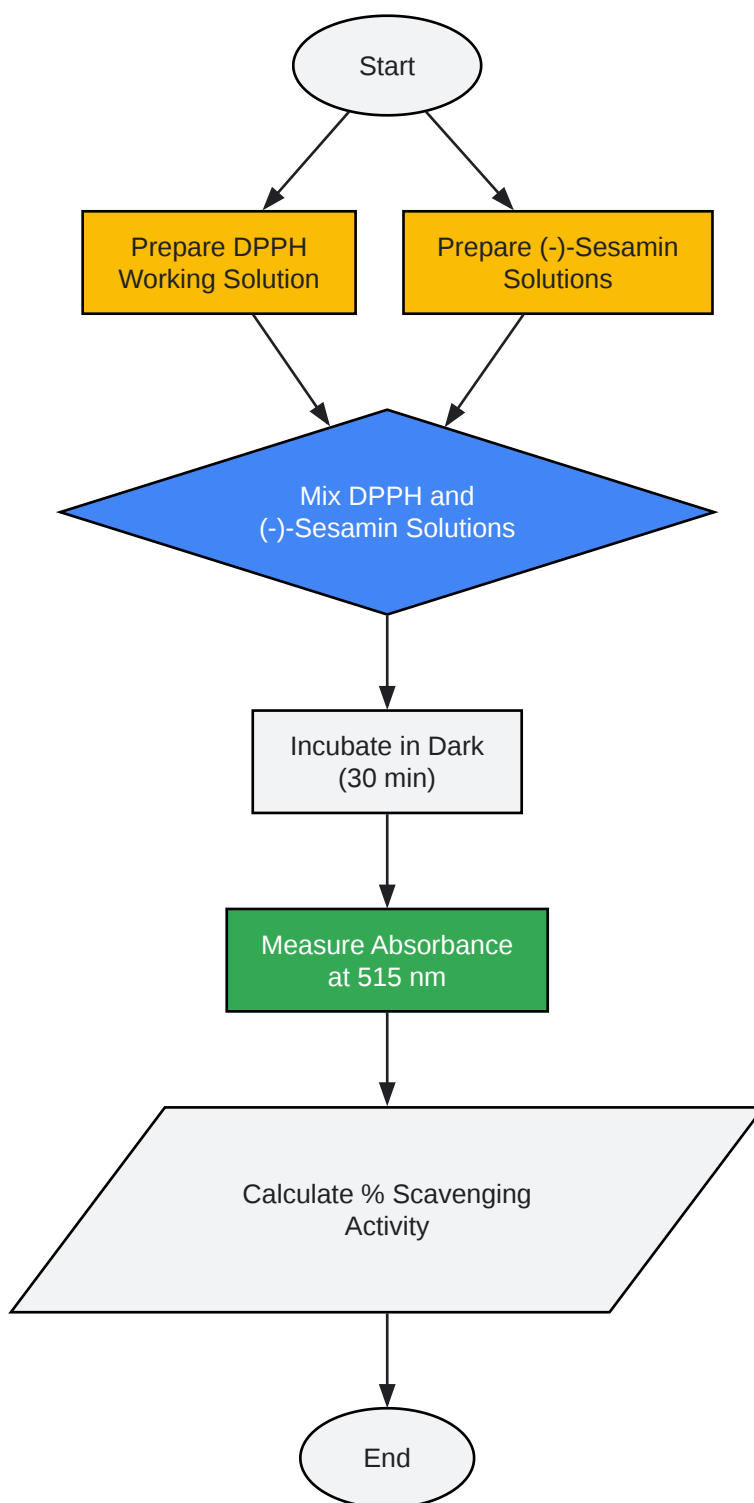 Start
Prepare DPPH
Working Solution
Prepare (-)-Sesamin
Solutions
Mix DPPH and
(-)-Sesamin Solutions
Incubate in Dark
(30 min)
Measure Absorbance
at 515 nm
Calculate % Scavenging
Activity
End